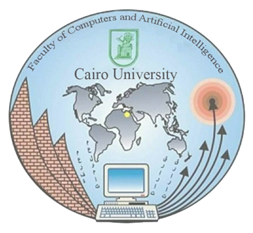 Faculty of Computers and Artificial Intelligence
Cairo University